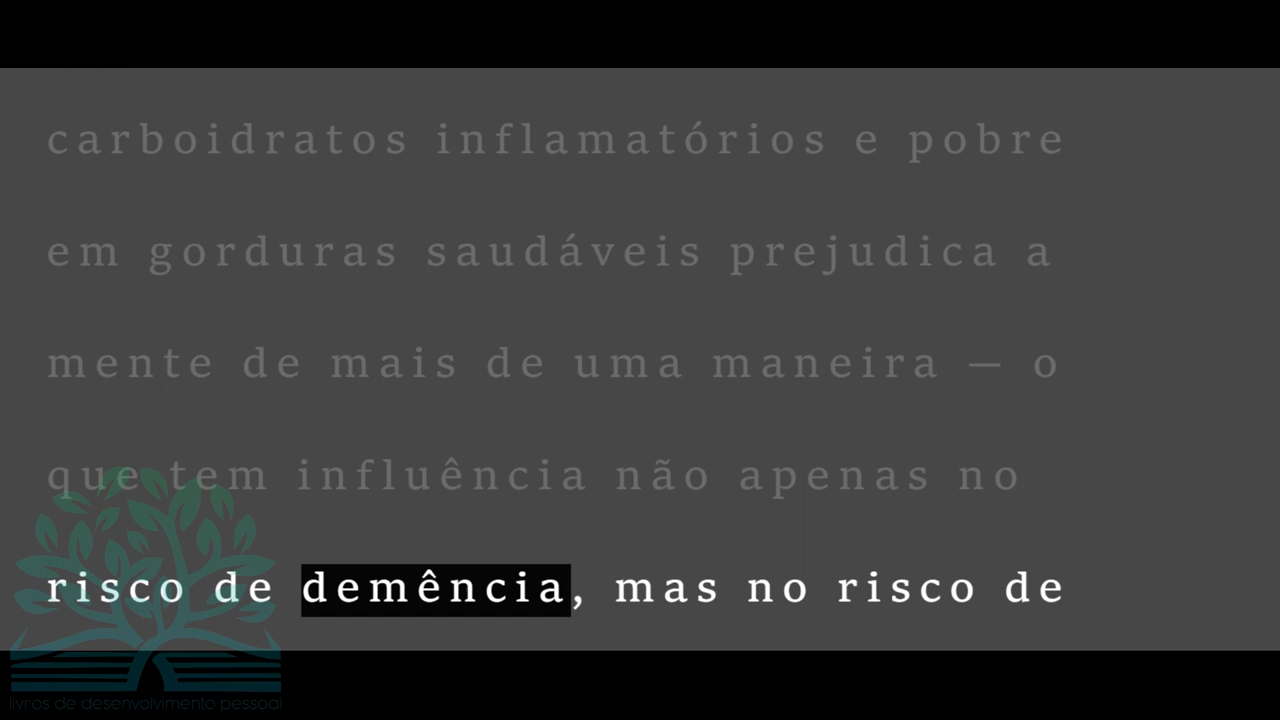 carboidratos inflamatórios e pobre
em gorduras saudáveis prejudica a
mente de mais de uma maneira — o
que tem influência não apenas no
risco de demência, mas no risco de
livros de desenvolvimento pessoal